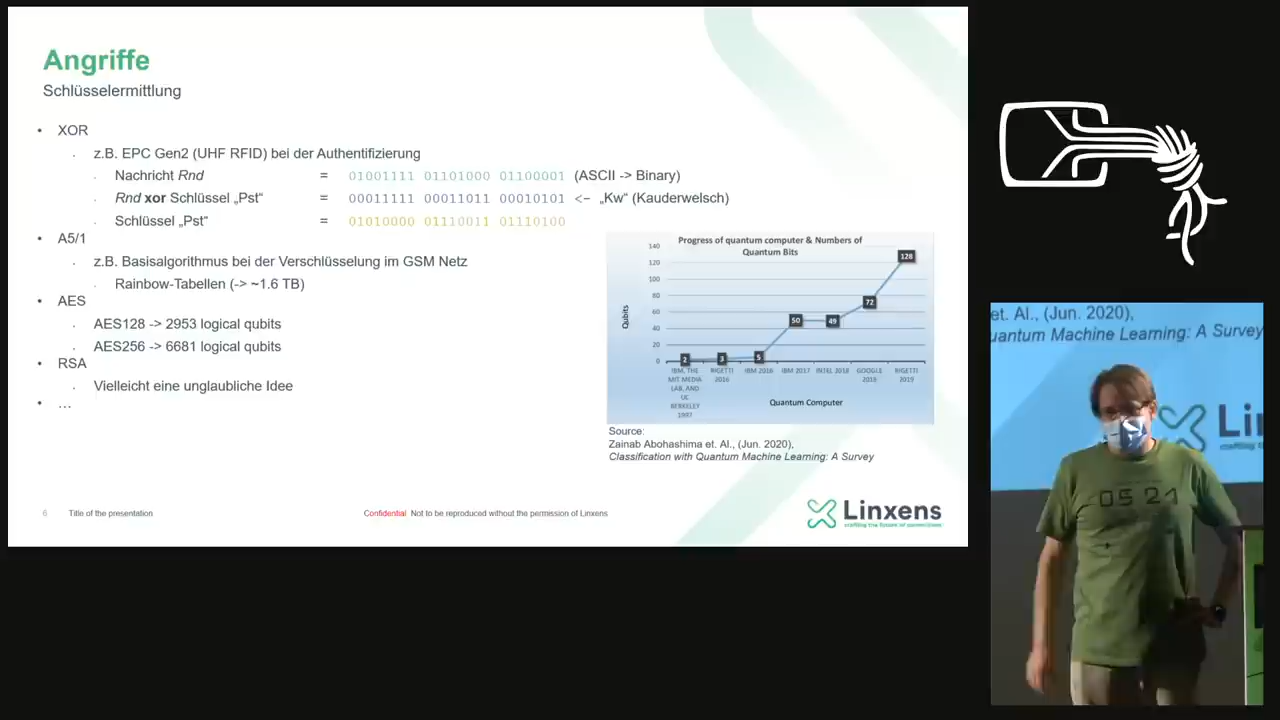 Angriffe
Schlüsselermittlung
• XOR
z.B. EPC Gen2 (UHF RFID) bei der Authentifizierung
Nachricht Rnd = 01001111 01101000 01100001 (ASCII -> Binary)
Rnd xor Schlüssel „Pst“ = 00011111 00011011 00010101 <- „Kw“ (Kauderwelsch)
Schlüssel „Pst“ = 01010000 01110011 01110100
• A5/1
z.B. Basisalgorithmus bei der Verschlüsselung im GSM Netz
Rainbow-Tabellen (-> ~1.6 TB)
• AES
AES128 -> 2953 logical qubits
AES256 -> 6681 logical qubits
• RSA
Vielleicht eine unglaubliche Idee
• …
Progress of quantum computer & Numbers of
Quantum Bits
140
120
100
80
60
40
20
0
Qubits
2
3
5
50
49
72
128
IBM, THE
MIT MEDIA
LAB, AND
UC
BERKELEY
1997
RIGETTI
2016
IBM 2016
IBM 2017
INTEL 2018
GOOGLE
2018
RIGETTI
2019
Quantum Computer
Source:
Zainab Abohashima et. Al., (Jun. 2020),
Classification with Quantum Machine Learning: A Survey
6 Title of the presentation
Confidential Not to be reproduced without the permission of Linxens
Linxens
crafting the future of connections
et. Al., (Jun. 2020),
uantum Machine Learning: A Survey
Li
05 21